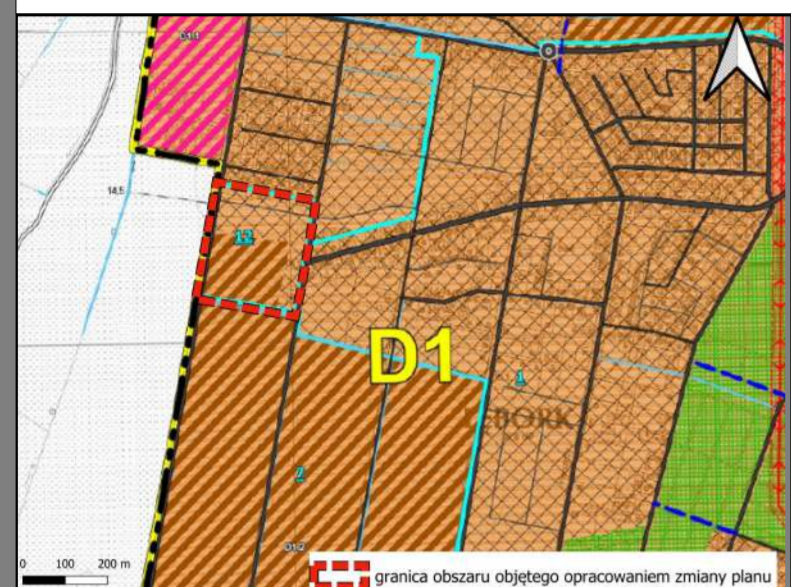 D1.1
14,5
12
D1
1
LĘBORK
2
D1.2
0 100 200 m
granica obszaru objętego opracowaniem zmiany planu